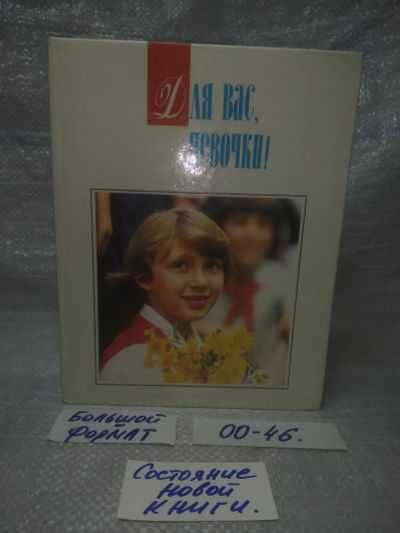 Для вас,
девочки!
Большой
формат
00-46.
Состояние
новой
книги.